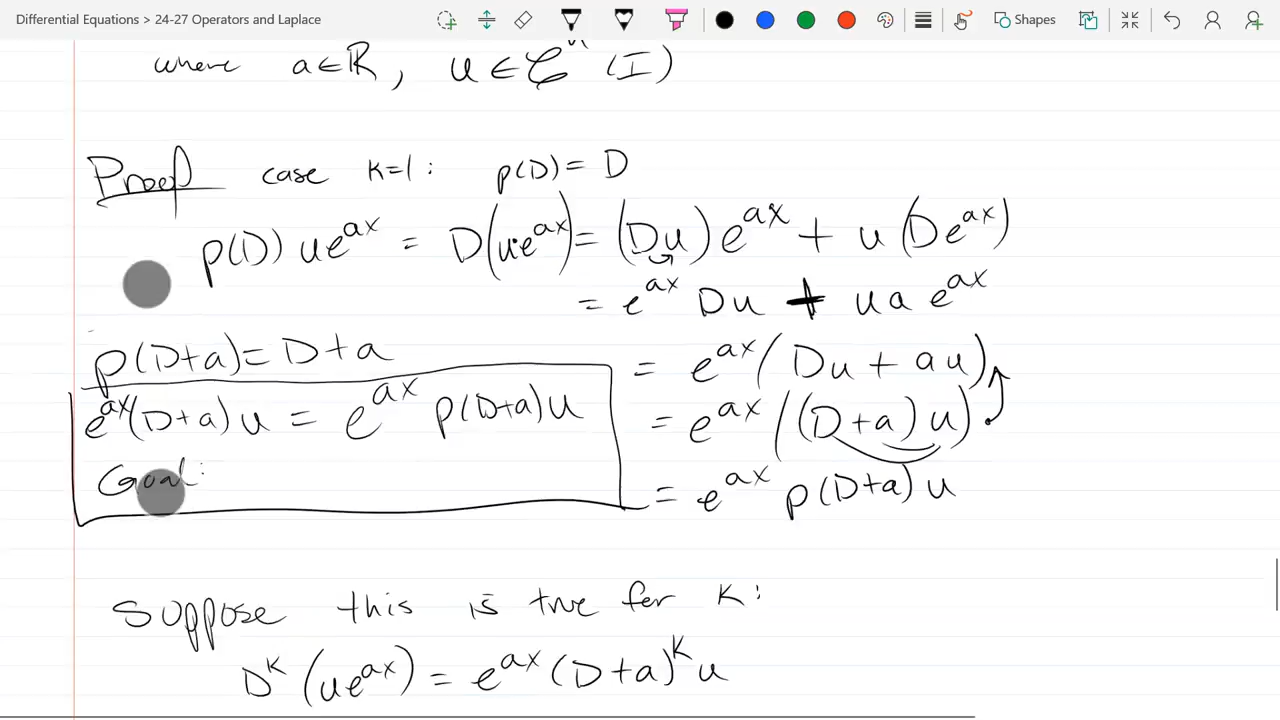 Differential Equations > 24-27 Operators and Laplace
Shapes
where a∈ℝ, u∈𝒞ⁿ(I)
Proof case k=1: p(D)=D
p(D) ue^{ax} = D(u·e^{ax}) = (Du)e^{ax} + u(De^{ax})
= e^{ax} Du + ua e^{ax}
p(D+a)=D+a
= e^{ax}(Du + au)
e^{ax}(D+a)u = e^{ax} p(D+a)u
= e^{ax}((D+a)u)
Goal:
= e^{ax} p(D+a)u
Suppose this is true for k:
D^k(ue^{ax}) = e^{ax}(D+a)^k u